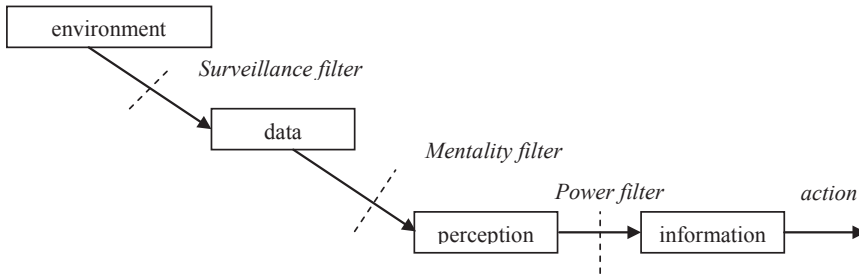 environment
Surveillance filter
data
Mentality filter
Power filter
action
perception
information